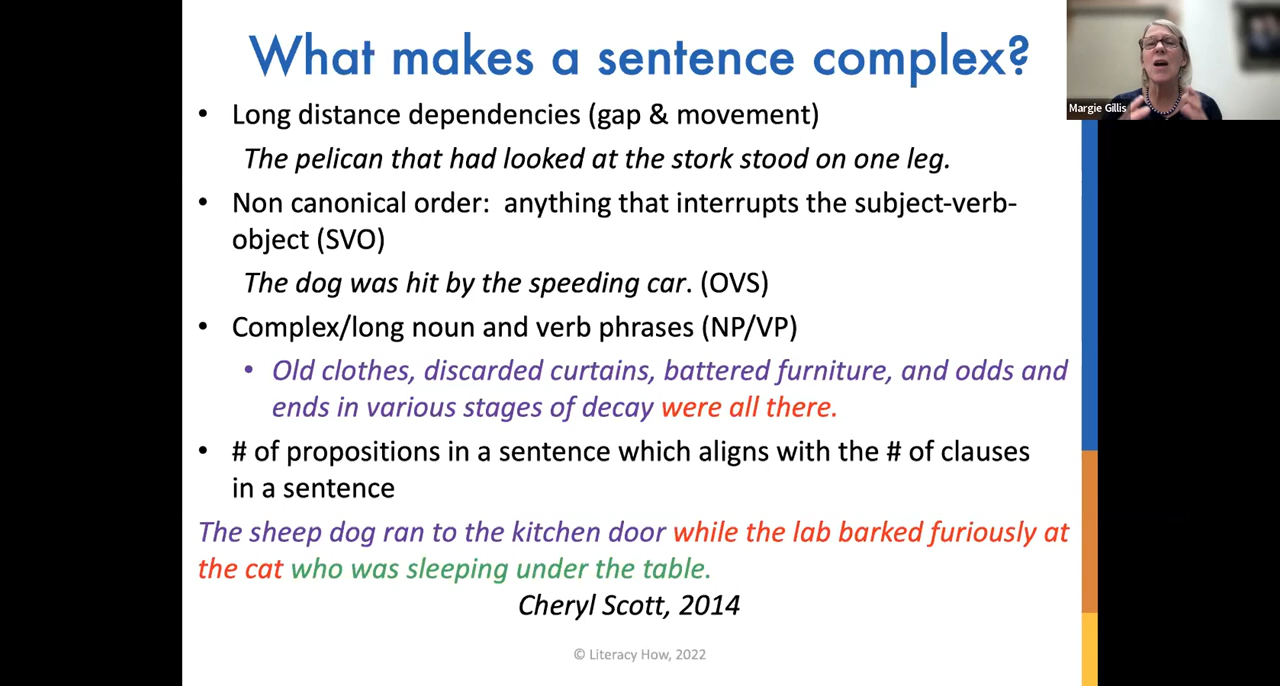 What makes a sentence complex?
Margie Gillis
• Long distance dependencies (gap & movement)
The pelican that had looked at the stork stood on one leg.
• Non canonical order:  anything that interrupts the subject-verb-
object (SVO)
The dog was hit by the speeding car. (OVS)
• Complex/long noun and verb phrases (NP/VP)
• Old clothes, discarded curtains, battered furniture, and odds and
ends in various stages of decay were all there.
• # of propositions in a sentence which aligns with the # of clauses
in a sentence
The sheep dog ran to the kitchen door while the lab barked furiously at
the cat who was sleeping under the table.
Cheryl Scott, 2014
© Literacy How, 2022